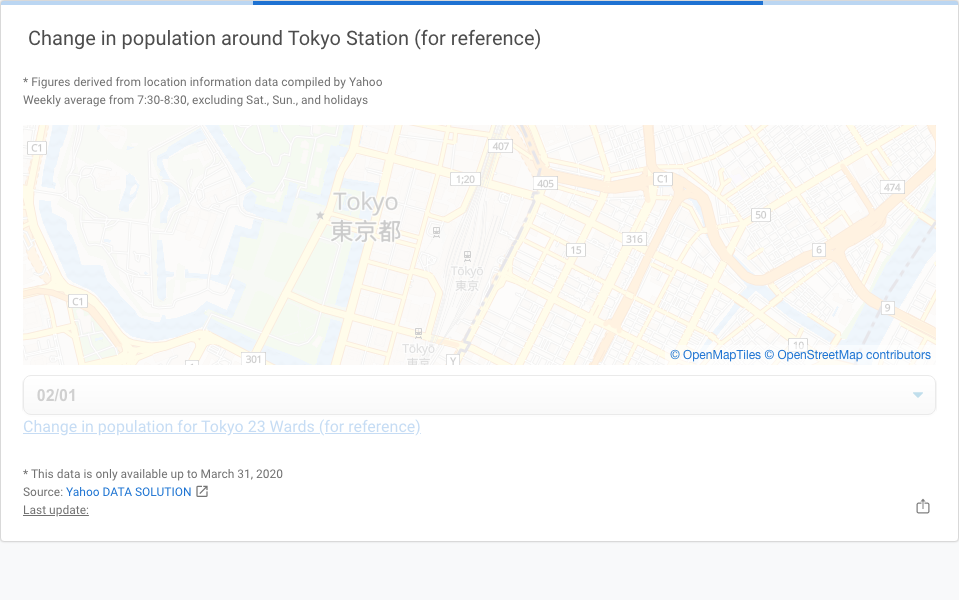 Change in population around Tokyo Station (for reference)
* Figures derived from location information data compiled by Yahoo
Weekly average from 7:30-8:30, excluding Sat., Sun., and holidays
C1
407
1;20
405
C1
474
Tokyo
東京都
50
316
15
6
Tōkyō
東京
C1
9
10
301
Tōkyō
東京
Y
© OpenMapTiles © OpenStreetMap contributors
02/01
Change in population for Tokyo 23 Wards (for reference)
* This data is only available up to March 31, 2020
Source: Yahoo DATA SOLUTION
Last update: